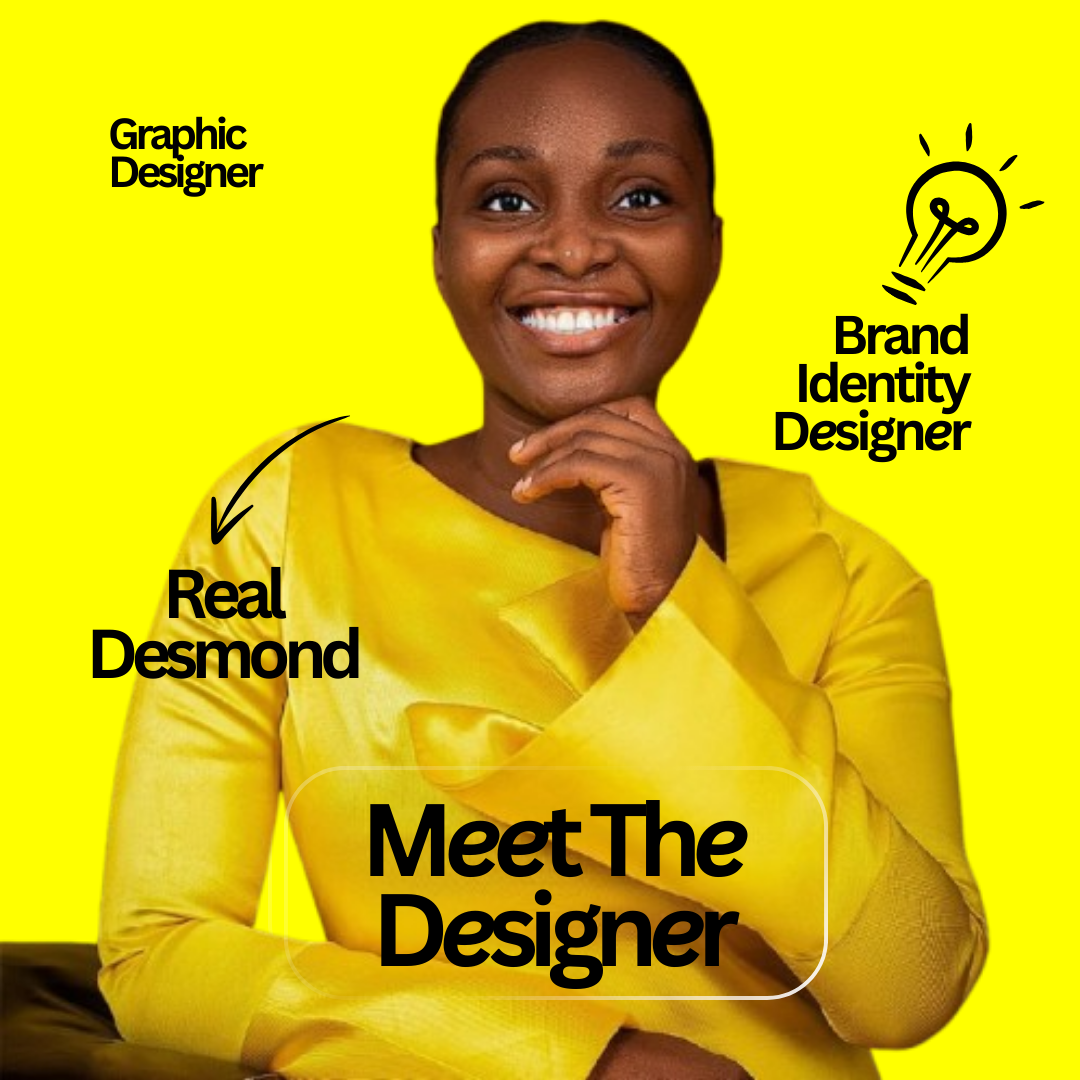 Graphic
Designer
Brand
Identity
Designer
Real
Desmond
Meet The
Designer